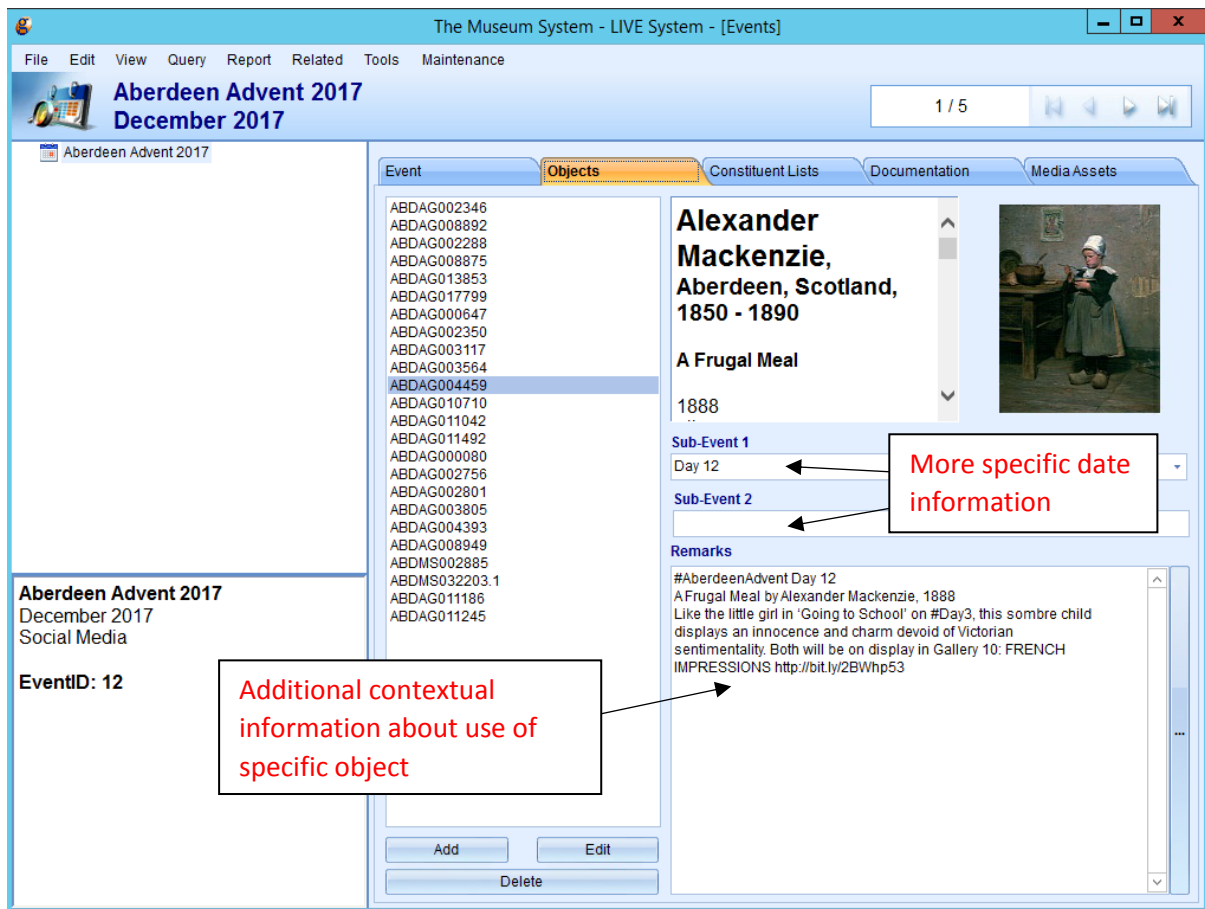 The Museum System - LIVE System - [Events]
File Edit View Query Report Related Tools Maintenance
Aberdeen Advent 2017
December 2017
1 / 5
Aberdeen Advent 2017
Event Objects Constituent Lists Documentation Media Assets
ABDAG002346
ABDAG008892
ABDAG002288
ABDAG008875
ABDAG013853
ABDAG017799
ABDAG000647
ABDAG002350
ABDAG003117
ABDAG003564
ABDAG004459
ABDAG010710
ABDAG011042
ABDAG011492
ABDAG000080
ABDAG002756
ABDAG002801
ABDAG003805
ABDAG004393
ABDAG008949
ABDMS002885
ABDMS032203.1
ABDAG011186
ABDAG011245
Alexander
Mackenzie,
Aberdeen, Scotland,
1850 - 1890
A Frugal Meal
1888
Sub-Event 1
Day 12
More specific date
information
Sub-Event 2
Remarks
#AberdeenAdvent Day 12
A Frugal Meal by Alexander Mackenzie, 1888
Like the little girl in ‘Going to School’ on #Day3, this sombre child
displays an innocence and charm devoid of Victorian
sentimentality. Both will be on display in Gallery 10: FRENCH
IMPRESSIONS http://bit.ly/2BWhp53
...
Aberdeen Advent 2017
December 2017
Social Media
EventID: 12
Additional contextual
information about use of
specific object
Add Edit
Delete